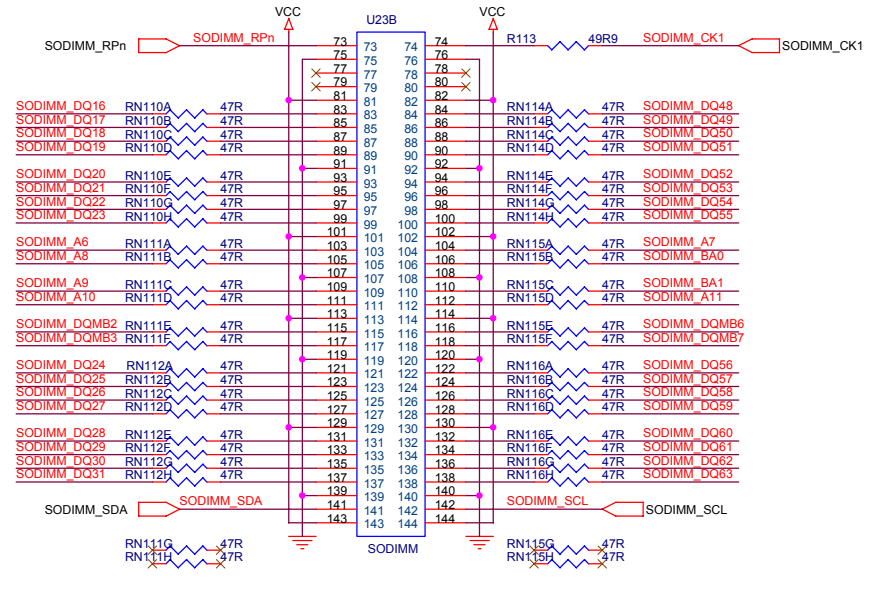 VCC U23B VCC
SODIMM_RPn SODIMM_RPn 73 73 74 74 R113 49R9 SODIMM_CK1 SODIMM_CK1
75 75 76 76
77 77 78 78
79 79 80 80
81 81 82 82
SODIMM_DQ16 RN110A 47R 83 83 84 84 RN114A 47R SODIMM_DQ48
SODIMM_DQ17 RN110B 47R 85 85 86 86 RN114B 47R SODIMM_DQ49
SODIMM_DQ18 RN110C 47R 87 87 88 88 RN114C 47R SODIMM_DQ50
SODIMM_DQ19 RN110D 47R 89 89 90 90 RN114D 47R SODIMM_DQ51
91 91 92 92
SODIMM_DQ20 RN110E 47R 93 93 94 94 RN114E 47R SODIMM_DQ52
SODIMM_DQ21 RN110F 47R 95 95 96 96 RN114F 47R SODIMM_DQ53
SODIMM_DQ22 RN110G 47R 97 97 98 98 RN114G 47R SODIMM_DQ54
SODIMM_DQ23 RN110H 47R 99 99 100 100 RN114H 47R SODIMM_DQ55
101 101 102 102
SODIMM_A6 RN111A 47R 103 103 104 104 RN115A 47R SODIMM_A7
SODIMM_A8 RN111B 47R 105 105 106 106 RN115B 47R SODIMM_BA0
107 107 108 108
SODIMM_A9 RN111C 47R 109 109 110 110 RN115C 47R SODIMM_BA1
SODIMM_A10 RN111D 47R 111 111 112 112 RN115D 47R SODIMM_A11
113 113 114 114
SODIMM_DQMB2 RN111E 47R 115 115 116 116 RN115E 47R SODIMM_DQMB6
SODIMM_DQMB3 RN111F 47R 117 117 118 118 RN115F 47R SODIMM_DQMB7
119 119 120 120
SODIMM_DQ24 RN112A 47R 121 121 122 122 RN116A 47R SODIMM_DQ56
SODIMM_DQ25 RN112B 47R 123 123 124 124 RN116B 47R SODIMM_DQ57
SODIMM_DQ26 RN112C 47R 125 125 126 126 RN116C 47R SODIMM_DQ58
SODIMM_DQ27 RN112D 47R 127 127 128 128 RN116D 47R SODIMM_DQ59
129 129 130 130
SODIMM_DQ28 RN112E 47R 131 131 132 132 RN116E 47R SODIMM_DQ60
SODIMM_DQ29 RN112F 47R 133 133 134 134 RN116F 47R SODIMM_DQ61
SODIMM_DQ30 RN112G 47R 135 135 136 136 RN116G 47R SODIMM_DQ62
SODIMM_DQ31 RN112H 47R 137 137 138 138 RN116H 47R SODIMM_DQ63
139 139 140 140
SODIMM_SDA SODIMM_SDA 141 141 142 142 SODIMM_SCL SODIMM_SCL
143 143 144 144
RN111G 47R SODIMM RN115G 47R
RN111H 47R RN115H 47R